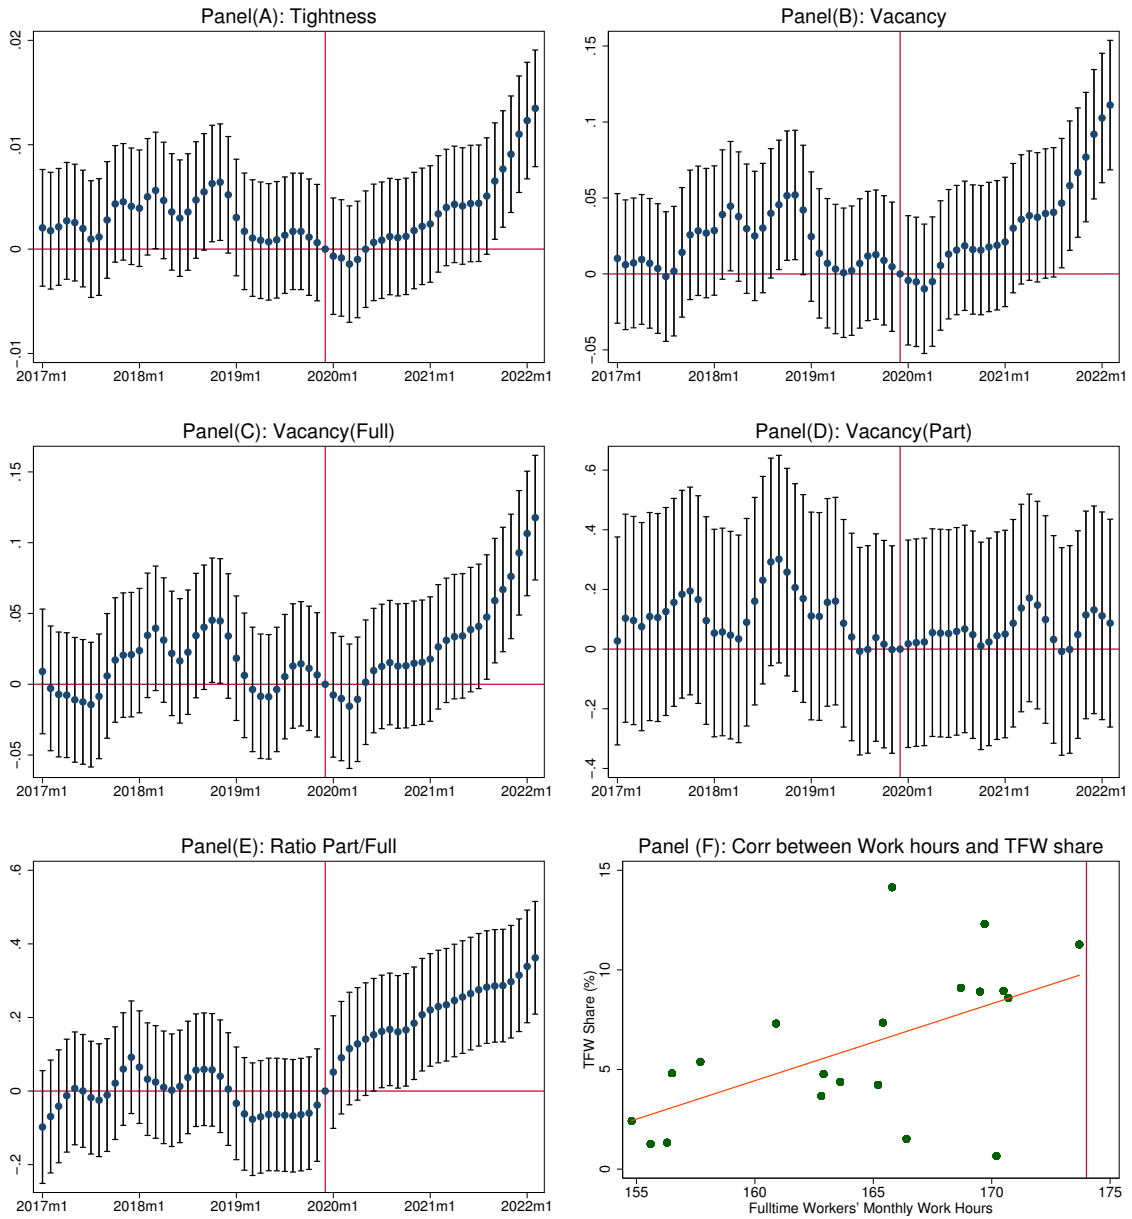 Panel(A): Tightness
.02
.01
0
-.01
2017m1 2018m1 2019m1 2020m1 2021m1 2022m1
Panel(B): Vacancy
.15
.1
.05
0
-.05
2017m1 2018m1 2019m1 2020m1 2021m1 2022m1
Panel(C): Vacancy(Full)
.15
.1
.05
0
-.05
2017m1 2018m1 2019m1 2020m1 2021m1 2022m1
Panel(D): Vacancy(Part)
.6
.4
.2
0
-.2
-.4
2017m1 2018m1 2019m1 2020m1 2021m1 2022m1
Panel(E): Ratio Part/Full
.6
.4
.2
0
-.2
2017m1 2018m1 2019m1 2020m1 2021m1 2022m1
Panel (F): Corr between Work hours and TFW share
TFW Share (%)
15
10
5
0
155 160 165 170 175
Fulltime Workers' Monthly Work Hours